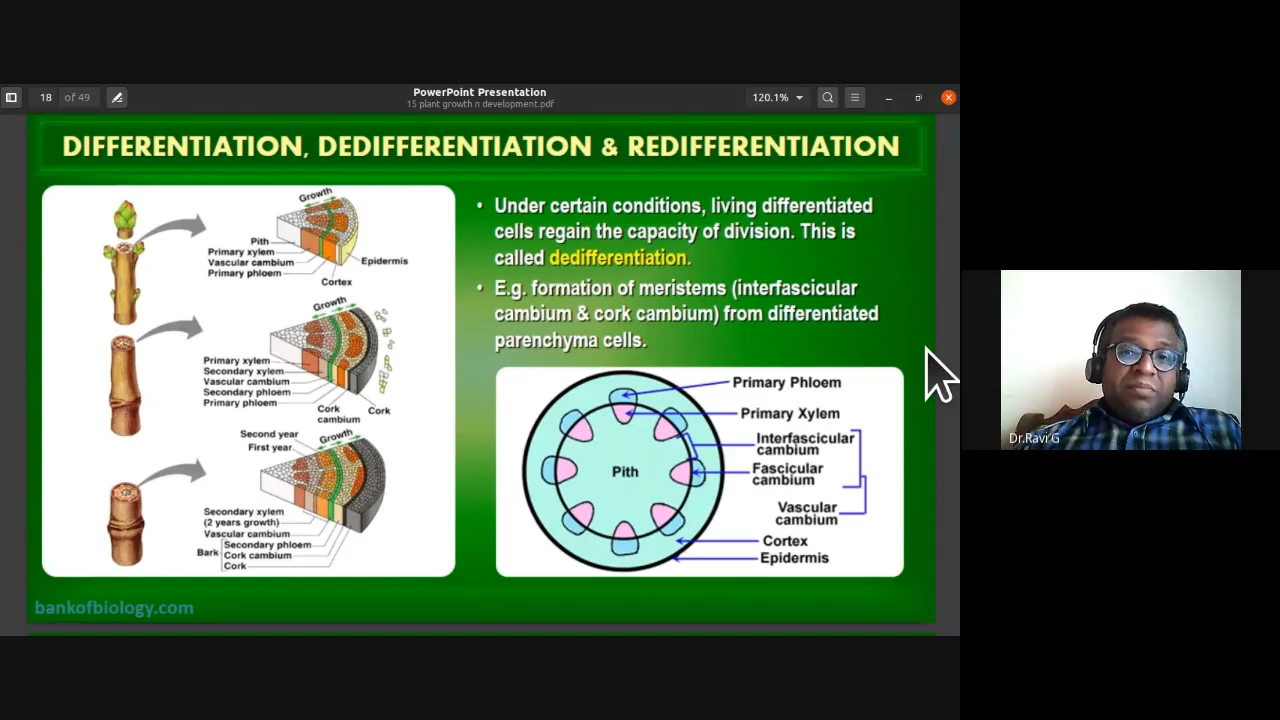 18 of 49
PowerPoint Presentation
15 plant growth n development.pdf
120.1%
DIFFERENTIATION, DEDIFFERENTIATION & REDIFFERENTIATION
Growth
Pith
Primary xylem
Vascular cambium
Primary phloem
Epidermis
Cortex
Growth
Primary xylem
Secondary xylem
Vascular cambium
Secondary phloem
Primary phloem
Cork
cambium
Cork
Second year
First year
Growth
Secondary xylem
(2 years growth)
Vascular cambium
Bark
Secondary phloem
Cork cambium
Cork
• Under certain conditions, living differentiated
cells regain the capacity of division. This is
called dedifferentiation.
• E.g. formation of meristems (interfascicular
cambium & cork cambium) from differentiated
parenchyma cells.
Primary Phloem
Primary Xylem
Interfascicular
cambium
Pith
Fascicular
cambium
Vascular
cambium
Cortex
Epidermis
bankofbiology.com
Dr.Ravi G